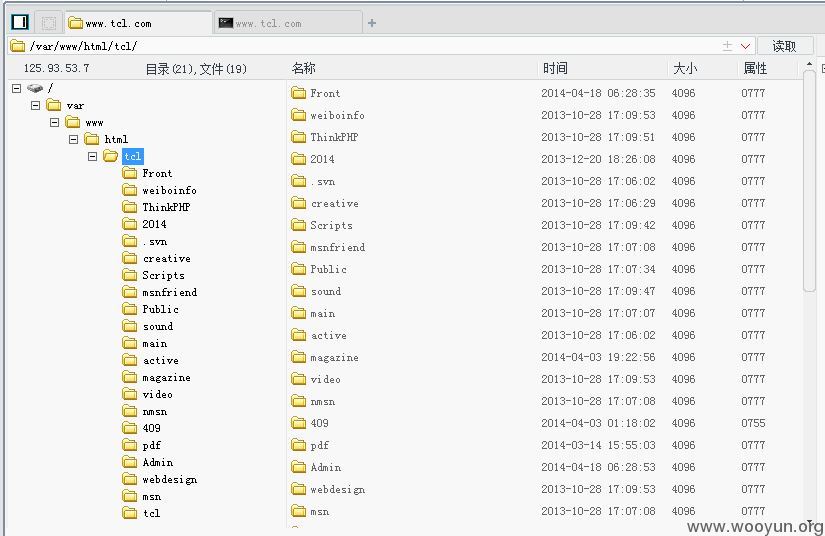 www.tcl.com
www.tcl.com
/var/www/html/tcl/
读取
125.93.53.7 目录(21),文件(19)
名称 时间 大小 属性
/
var
www
html
tcl
Front
weiboinfo
ThinkPHP
2014
.svn
creative
Scripts
msnfriend
Public
sound
main
active
magazine
video
nmsn
409
pdf
Admin
webdesign
msn
tcl
Front 2014-04-18 06:28:35 4096 0777
weiboinfo 2013-10-28 17:09:53 4096 0777
ThinkPHP 2013-10-28 17:09:51 4096 0777
2014 2013-12-20 18:26:08 4096 0777
.svn 2013-10-28 17:06:02 4096 0777
creative 2013-10-28 17:06:29 4096 0777
Scripts 2013-10-28 17:09:42 4096 0777
msnfriend 2013-10-28 17:07:08 4096 0777
Public 2013-10-28 17:07:34 4096 0777
sound 2013-10-28 17:09:47 4096 0777
main 2013-10-28 17:07:07 4096 0777
active 2013-10-28 17:06:02 4096 0777
magazine 2014-04-03 19:22:56 4096 0777
video 2013-10-28 17:09:53 4096 0777
nmsn 2013-10-28 17:07:08 4096 0777
409 2014-04-03 01:18:02 4096 0755
pdf 2014-03-14 15:55:03 4096 0777
Admin 2014-04-18 06:28:53 4096 0777
webdesign 2013-10-28 17:09:53 4096 0777
msn 2013-10-28 17:07:08 4096 0777
www.wooyun.org